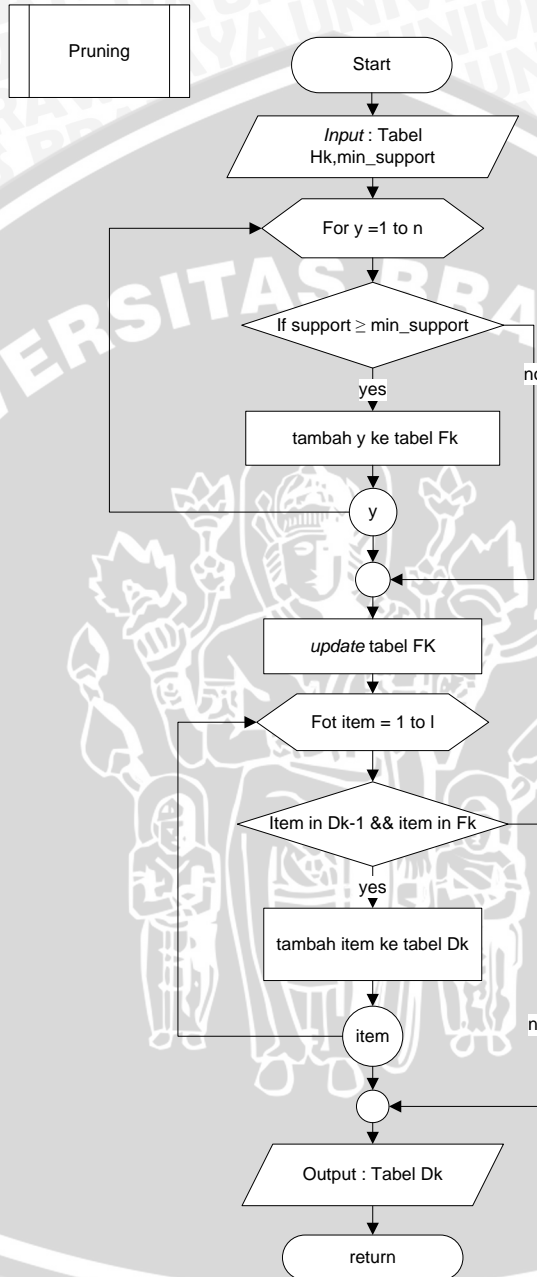 Pruning
Start
Input : Tabel
Hk,min_support
For y =1 to n
If support ≥ min_support
no
yes
tambah y ke tabel Fk
y
update tabel FK
Fot item = 1 to l
Item in Dk-1 && item in Fk
yes
tambah item ke tabel Dk
item
Output : Tabel Dk
return